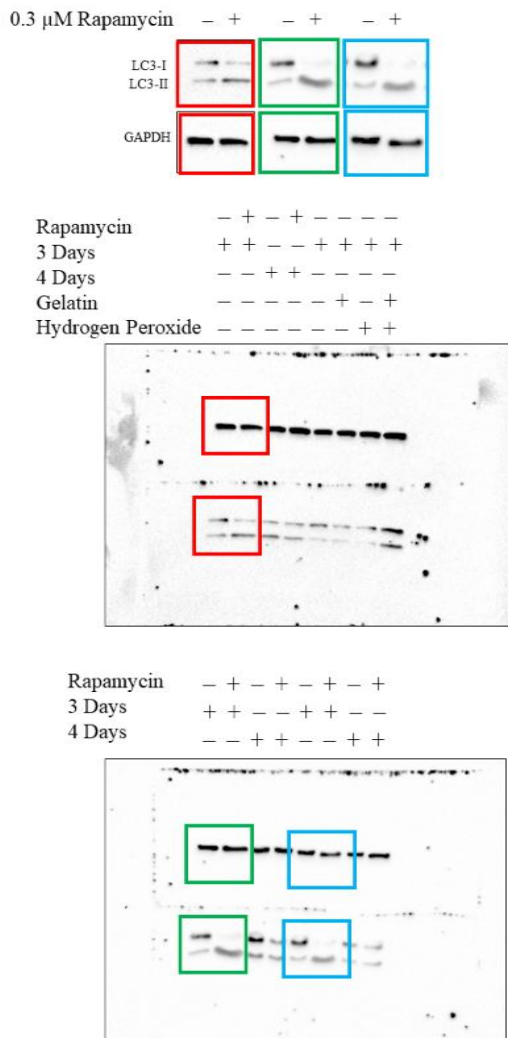 0.3 µM Rapamycin – + – + – +
LC3-I
LC3-II
GAPDH
Rapamycin – + – + – – – –
3 Days + + – – + + + +
4 Days – – + + – – – –
Gelatin – – – – – + – +
Hydrogen Peroxide – – – – – – + +
Rapamycin – + – + – + – +
3 Days + + – – + + – –
4 Days – – + + – – + +